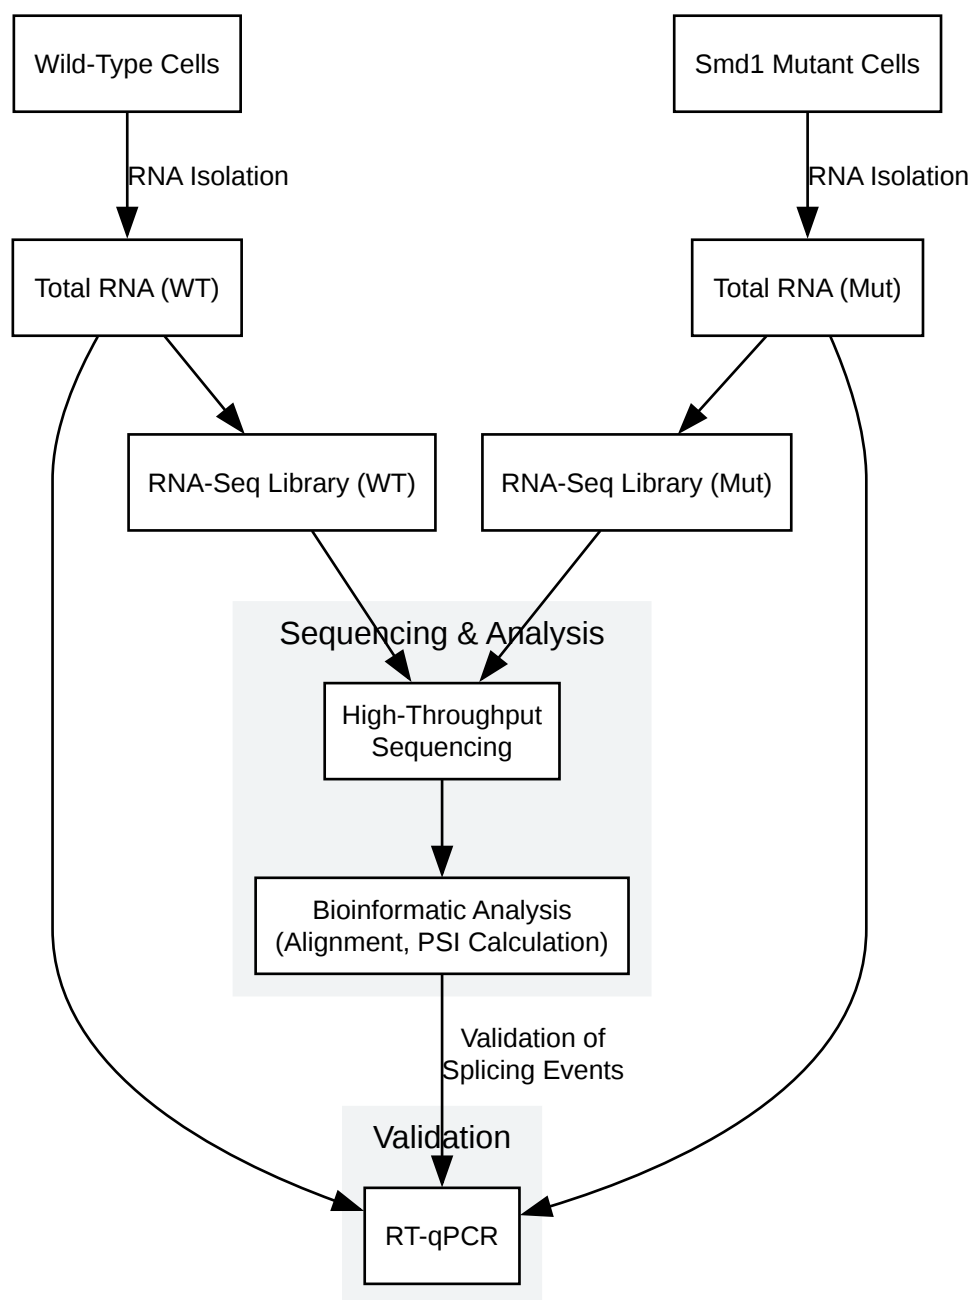 Wild-Type Cells
Smd1 Mutant Cells
RNA Isolation
RNA Isolation
Total RNA (WT)
Total RNA (Mut)
RNA-Seq Library (WT)
RNA-Seq Library (Mut)
Sequencing & Analysis
High-Throughput
Sequencing
Bioinformatic Analysis
(Alignment, PSI Calculation)
Validation of
Splicing Events
Validation
RT-qPCR